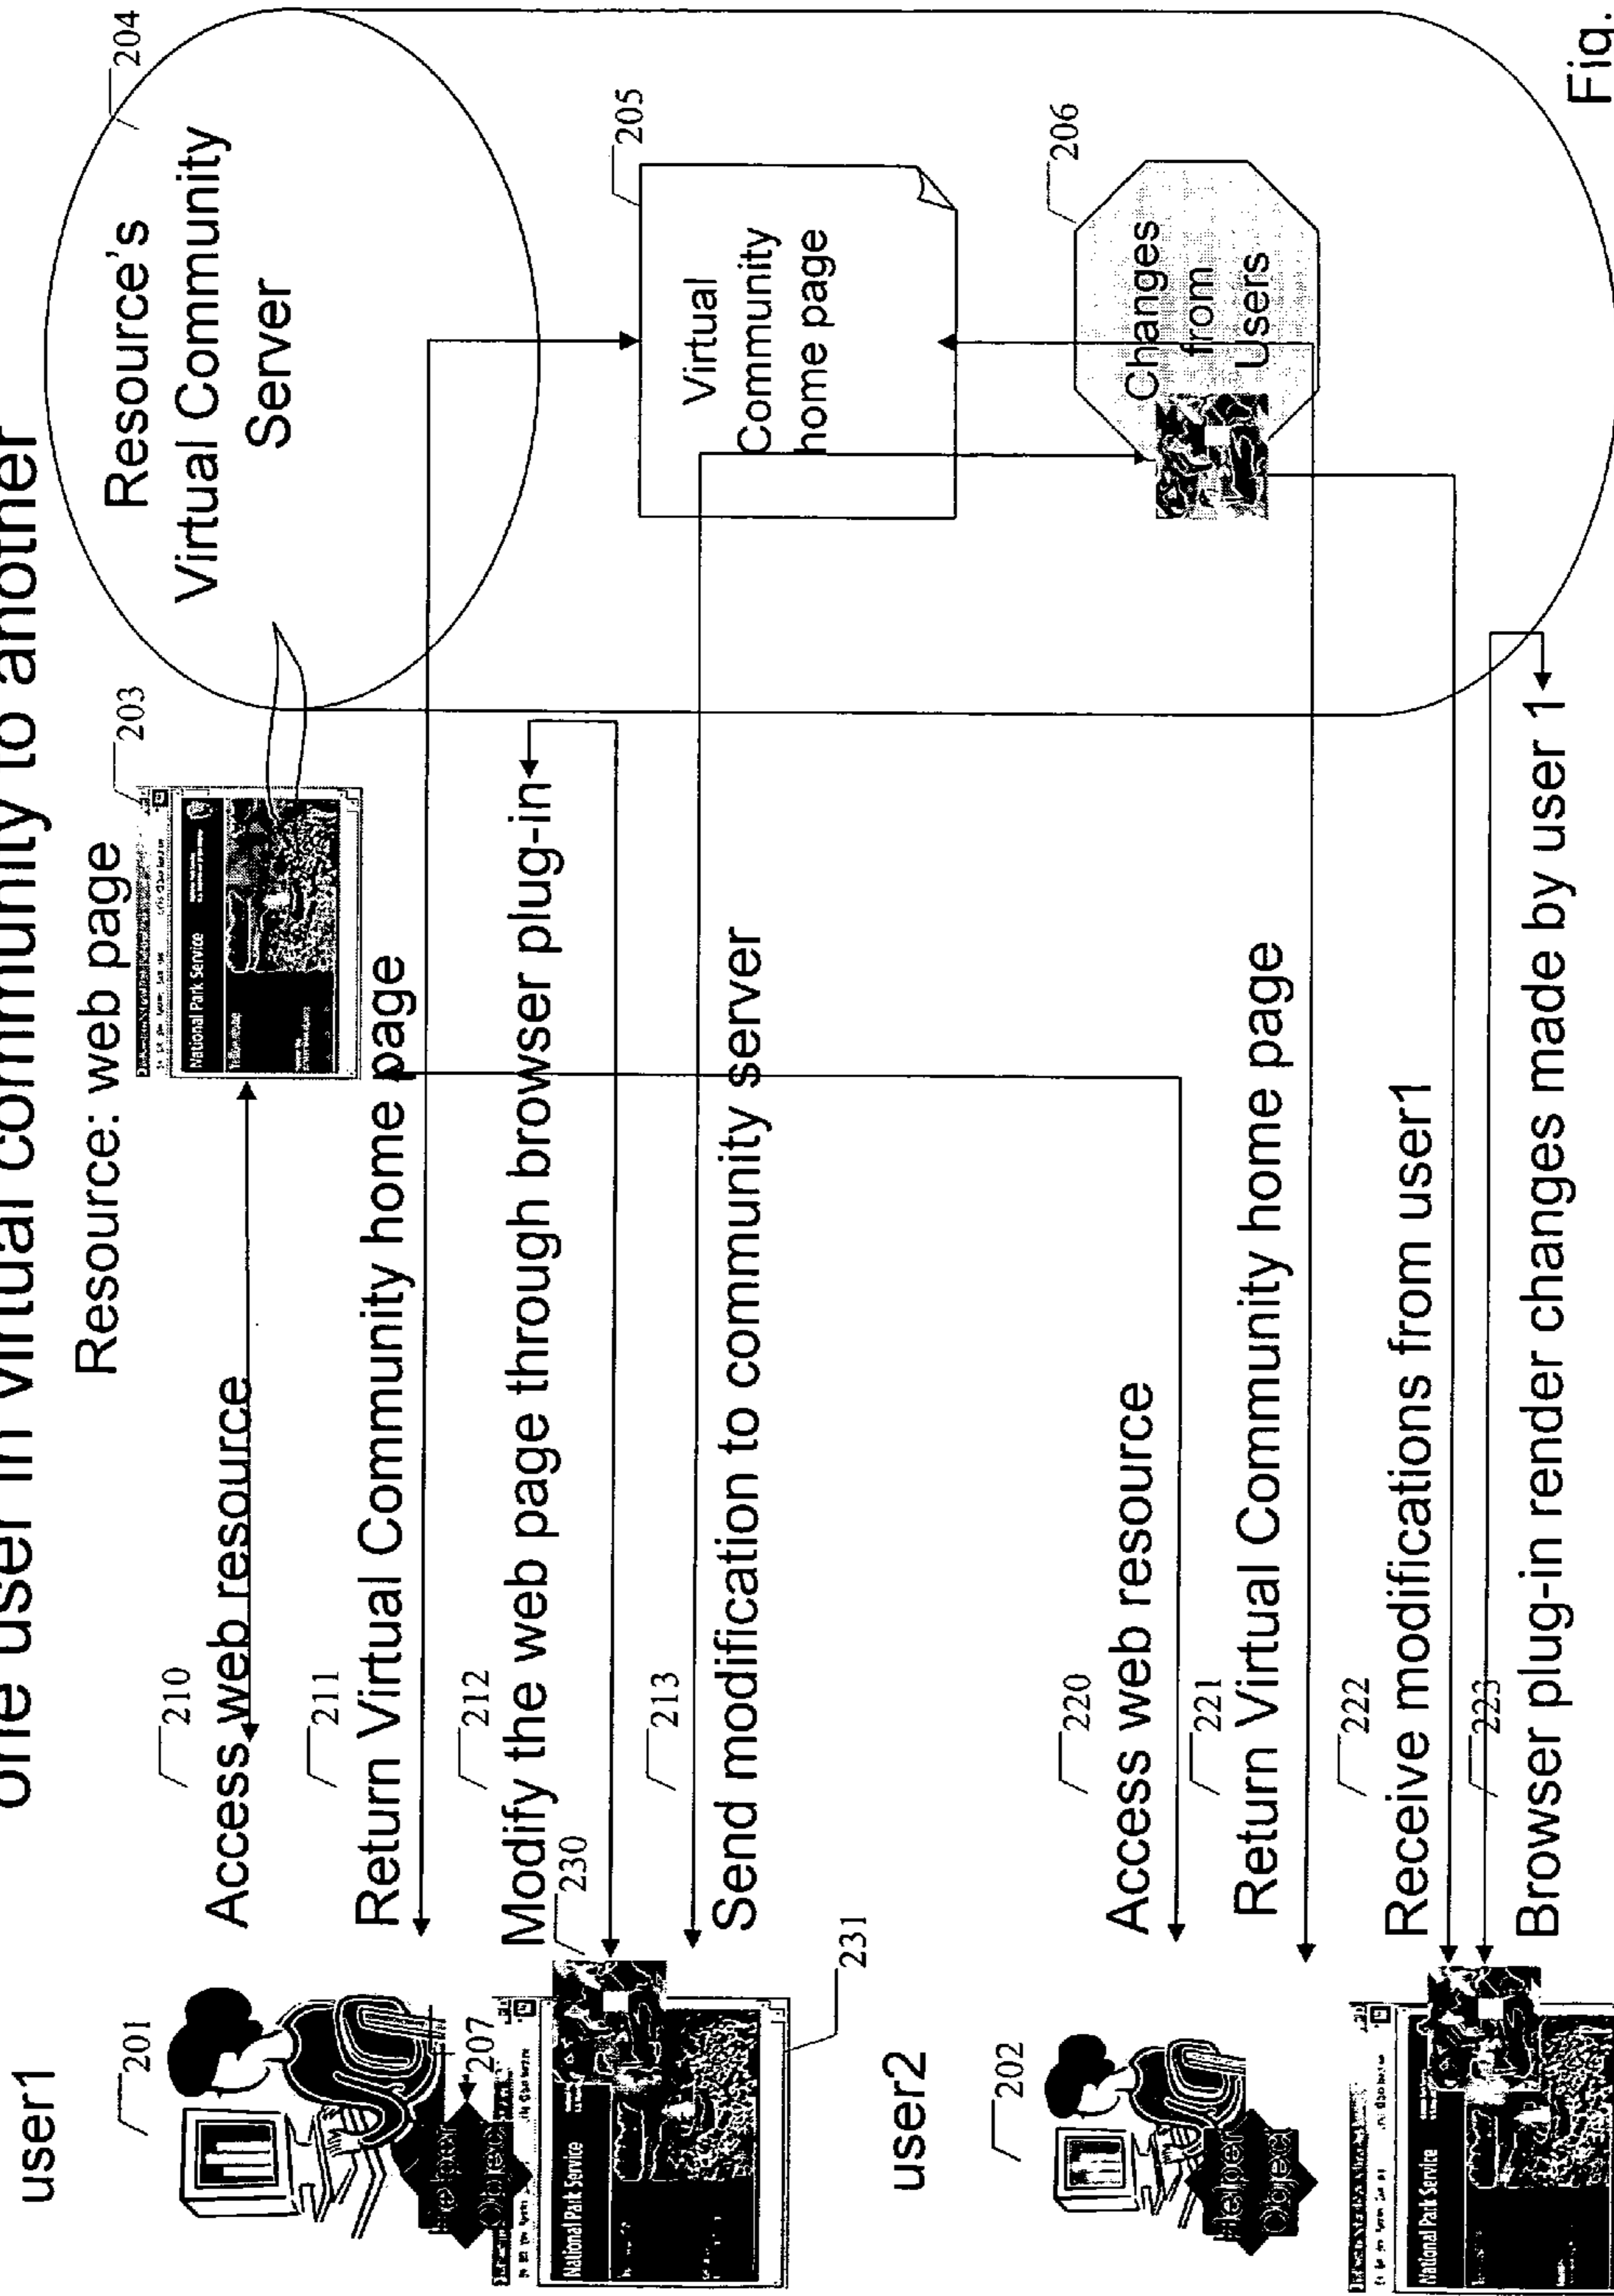 one user in virtual community to another
user1
201
Resource: web page
203
National Park Service
204
Resource's
Virtual Community
Server
210
Access web resource
211
Return Virtual Community home page
212
Modify the web page through browser plug-in
230
213
Send modification to community server
207
Helper
Object
National Park Service
231
205
Virtual
Community
home page
206
Changes
from
Users
user2
202
Helper
Object
220
Access web resource
221
Return Virtual Community home page
222
Receive modifications from user1
223
Browser plug-in render changes made by user 1
National Park Service
Fig.